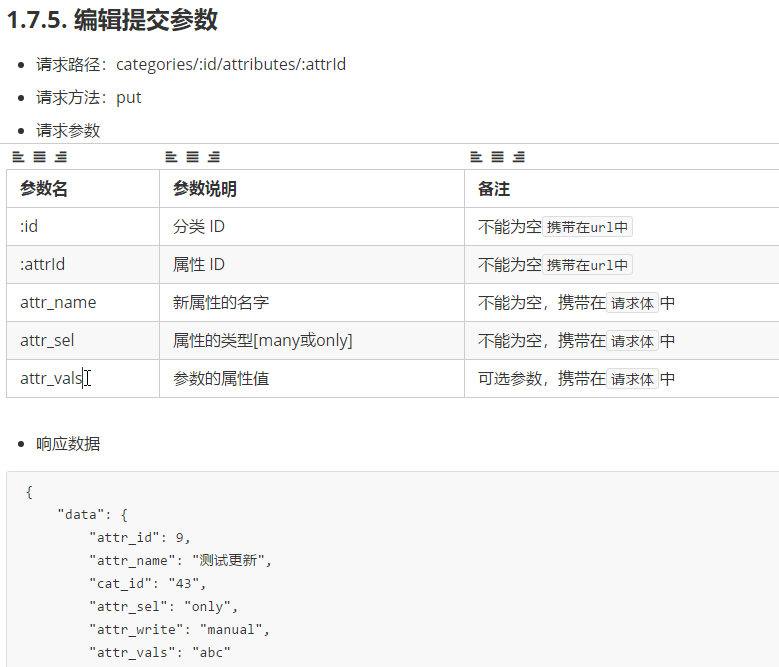 1.7.5. 编辑提交参数
请求路径：categories/:id/attributes/:attrId
请求方法：put
请求参数
参数名 参数说明 备注
:id 分类 ID 不能为空 携带在url中
:attrId 属性 ID 不能为空 携带在url中
attr_name 新属性的名字 不能为空，携带在 请求体 中
attr_sel 属性的类型[many或only] 不能为空，携带在 请求体 中
attr_vals 参数的属性值 可选参数，携带在 请求体 中
响应数据
{
"data": {
"attr_id": 9,
"attr_name": "测试更新",
"cat_id": "43",
"attr_sel": "only",
"attr_write": "manual",
"attr_vals": "abc"